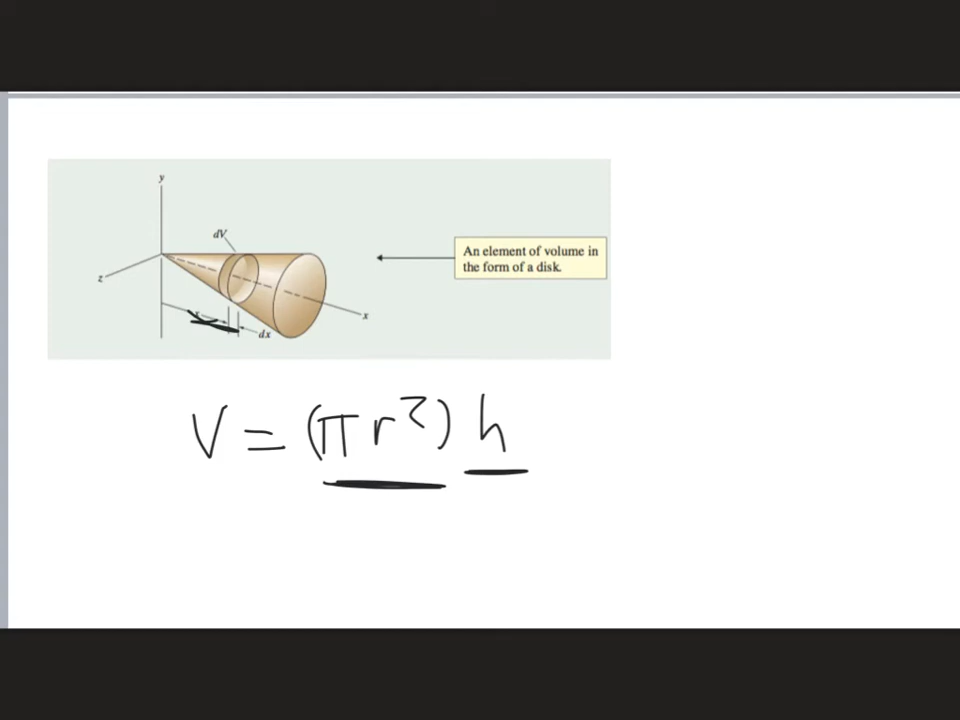 y
dV
An element of volume in
the form of a disk.
z
x
x
dx
V = (πr²) h